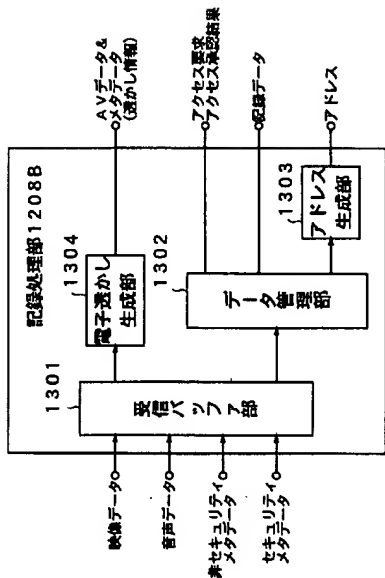 記録処理部1208B
映像データ
音声データ
非セキュリティ
メタデータ
セキュリティ
メタデータ
1301
受信バッファ部
1304
電子透かし
生成部
1302
データ管理部
1303
アドレス
生成部
AVデータ&
メタデータ
(透かし情報)
アクセス要求
アクセス承認結果
記録データ
アドレス